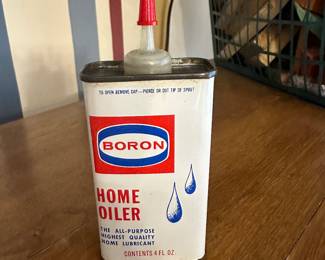 TO OPEN REMOVE CAP—PIERCE OR CUT TIP OF SPOUT
BORON
HOME
OILER
THE ALL-PURPOSE
HIGHEST QUALITY
HOME LUBRICANT
CONTENTS 4 FL. OZ.